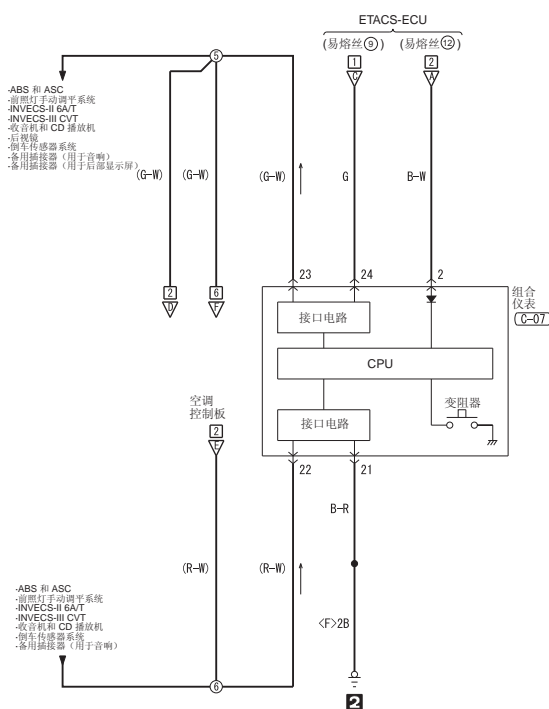 ETACS-ECU
(易熔丝⑨) (易熔丝⑫)
1 2
C A
5
·ABS 和 ASC
·前照灯手动调平系统
·INVECS-II 6A/T
·INVECS-III CVT
·收音机和 CD 播放机
·后视镜
·倒车传感器系统
·备用插接器（用于音响）
·备用插接器（用于后部显示屏）
(G-W) (G-W) (G-W) G B-W
2 6
D F
23 24 2
组合
仪表
C-07
接口电路
CPU
变阻器
接口电路
空调
控制板
2
E
22 21
B-R
(R-W) (R-W)
<F>2B
·ABS 和 ASC
·前照灯手动调平系统
·INVECS-II 6A/T
·INVECS-III CVT
·收音机和 CD 播放机
·倒车传感器系统
·备用插接器（用于音响）
6
2